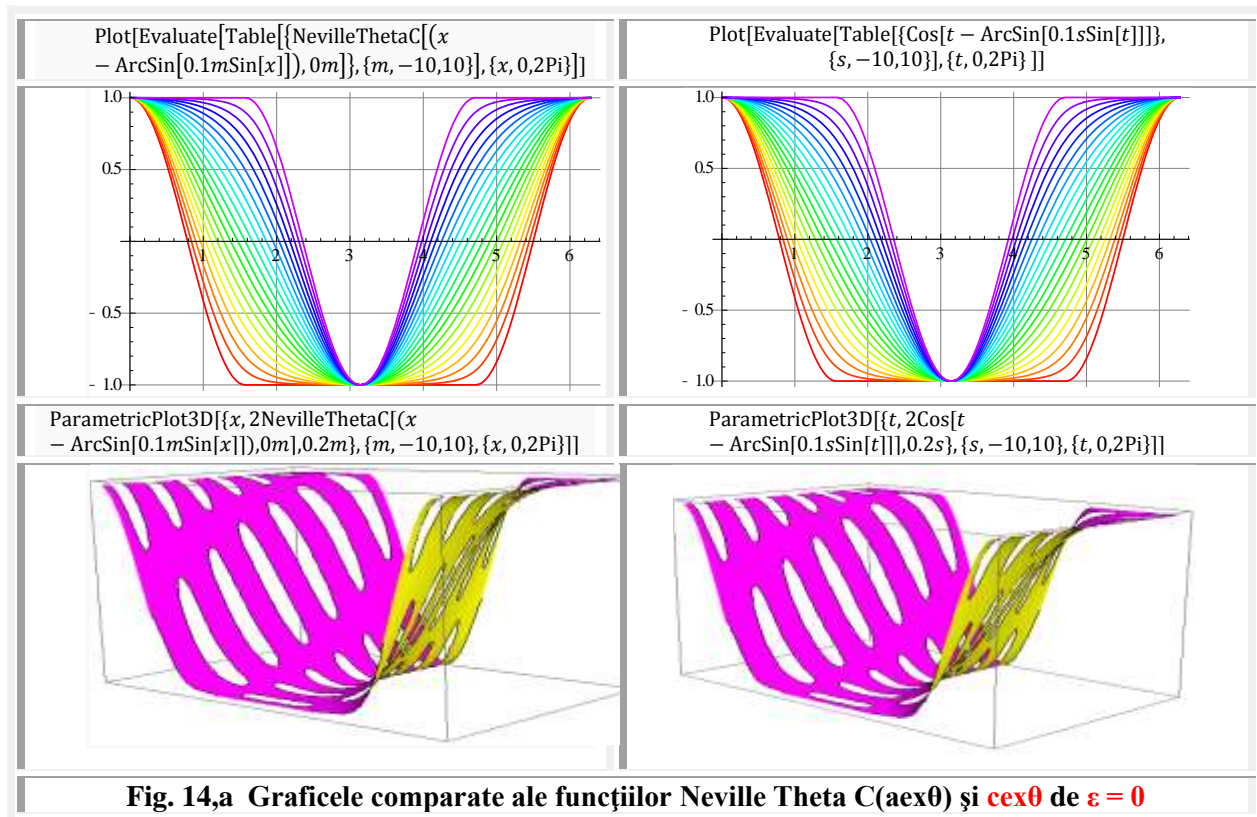 Plot[Evaluate[Table[{NevilleThetaC[(x
− ArcSin[0.1mSin[x]]), 0m]}, {m, −10,10}], {x, 0,2Pi}]]
Plot[Evaluate[Table[{Cos[t − ArcSin[0.1sSin[t]]]},
{s, −10,10}], {t, 0,2Pi} ]]
1.0
0.5
- 0.5
- 1.0
1 2 3 4 5 6
1.0
0.5
- 0.5
- 1.0
1 2 3 4 5 6
ParametricPlot3D[{x, 2NevilleThetaC[(x
− ArcSin[0.1mSin[x]]),0m],0.2m}, {m, −10,10}, {x, 0,2Pi}]]
ParametricPlot3D[{t, 2Cos[t
− ArcSin[0.1sSin[t]]],0.2s}, {s, −10,10}, {t, 0,2Pi}]]
Fig. 14,a Graficele comparate ale funcţiilor Neville Theta C(aexθ) şi cexθ de ε = 0